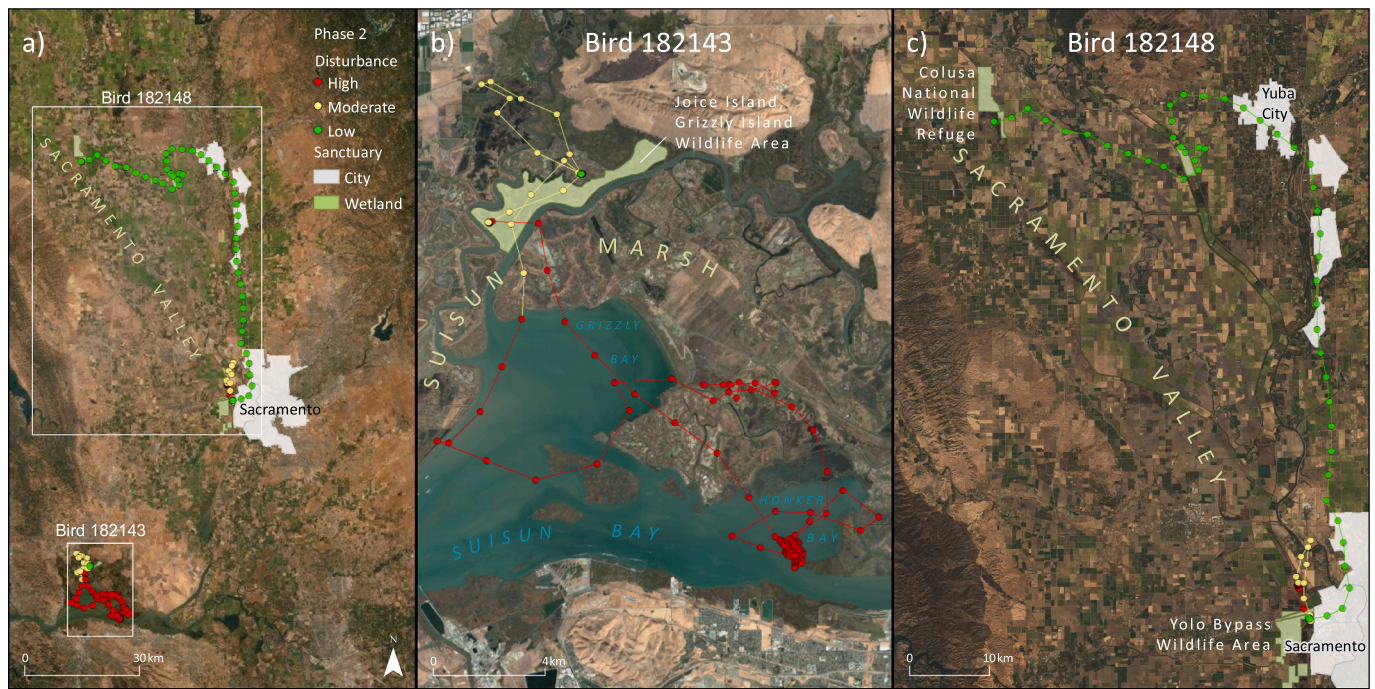 a)
Phase 2
Disturbance
High
Moderate
Low
Sanctuary
City
Wetland
Bird 182148
SACRAMENTO VALLEY
Sacramento
Bird 182143
0 30 km
N
b)
Bird 182143
Joice Island,
Grizzly Island
Wildlife Area
SUISUN MARSH
GRIZZLY
BAY
HONKER
BAY
SUISUN BAY
0 4 km
c)
Bird 182148
Colusa
National
Wildlife
Refuge
Yuba
City
SACRAMENTO VALLEY
Yolo Bypass
Wildlife Area
Sacramento
0 10 km